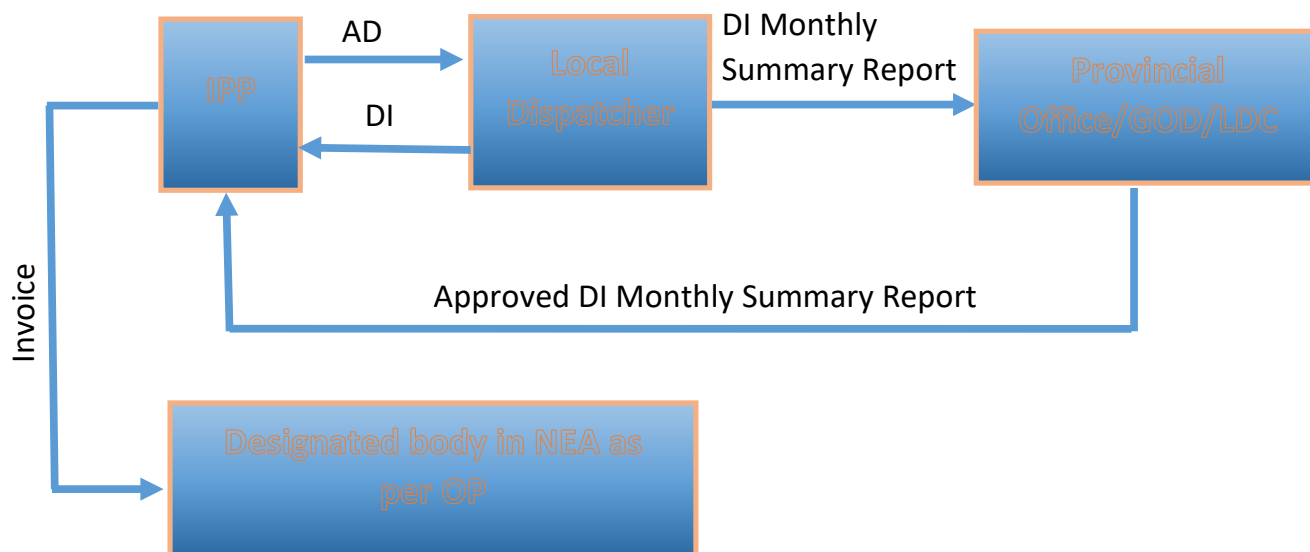 IPP
AD
DI
Local
Dispatcher
DI Monthly
Summary Report
Provincial
Office/GOD/LDC
Approved DI Monthly Summary Report
Invoice
Designated body in NEA as
per OP